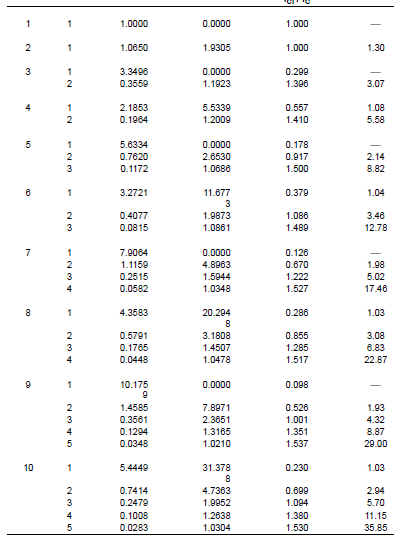 1 1 1.0000 0.0000 1.000 —
2 1 1.0650 1.9305 1.000 1.30
3 1 3.3496 0.0000 0.299 —
2 0.3559 1.1923 1.396 3.07
4 1 2.1853 5.5339 0.557 1.08
2 0.1964 1.2009 1.410 5.58
5 1 5.6334 0.0000 0.178 —
2 0.7620 2.6530 0.917 2.14
3 0.1172 1.0686 1.500 8.82
6 1 3.2721 11.677 0.379 1.04
3
2 0.4077 1.9873 1.086 3.46
3 0.0815 1.0861 1.489 12.78
7 1 7.9064 0.0000 0.126 —
2 1.1159 4.8963 0.670 1.98
3 0.2515 1.5944 1.222 5.02
4 0.0582 1.0348 1.527 17.46
8 1 4.3583 20.294 0.286 1.03
8
2 0.5791 3.1808 0.855 3.08
3 0.1765 1.4507 1.285 6.83
4 0.0448 1.0478 1.517 22.87
9 1 10.175 0.0000 0.098 —
9
2 1.4585 7.8971 0.526 1.93
3 0.3561 2.3651 1.001 4.32
4 0.1294 1.3165 1.351 8.87
5 0.0348 1.0210 1.537 29.00
10 1 5.4449 31.378 0.230 1.03
8
2 0.7414 4.7363 0.699 2.94
3 0.2479 1.9952 1.094 5.70
4 0.1008 1.2638 1.380 11.15
5 0.0283 1.0304 1.530 35.85